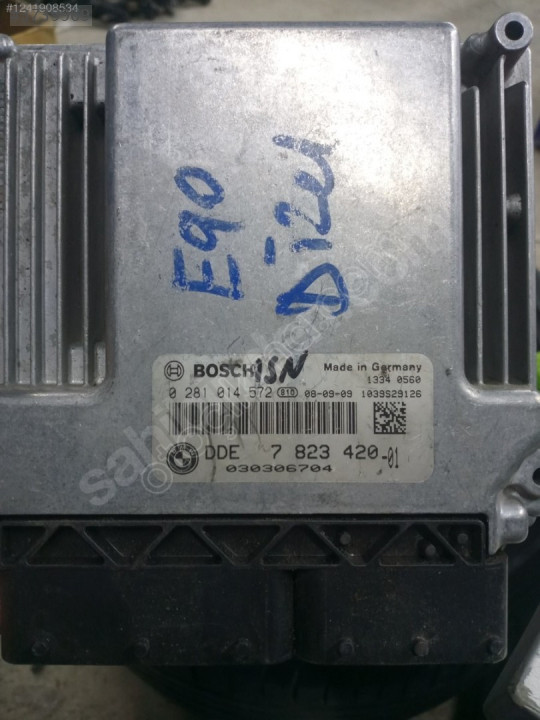 #1241908534
E90
Dizel
BOSCH ISN Made in Germany
1334 0560
0 281 014 572 08-09-09 1039S29126
DDE 7 823 420-01
030306704